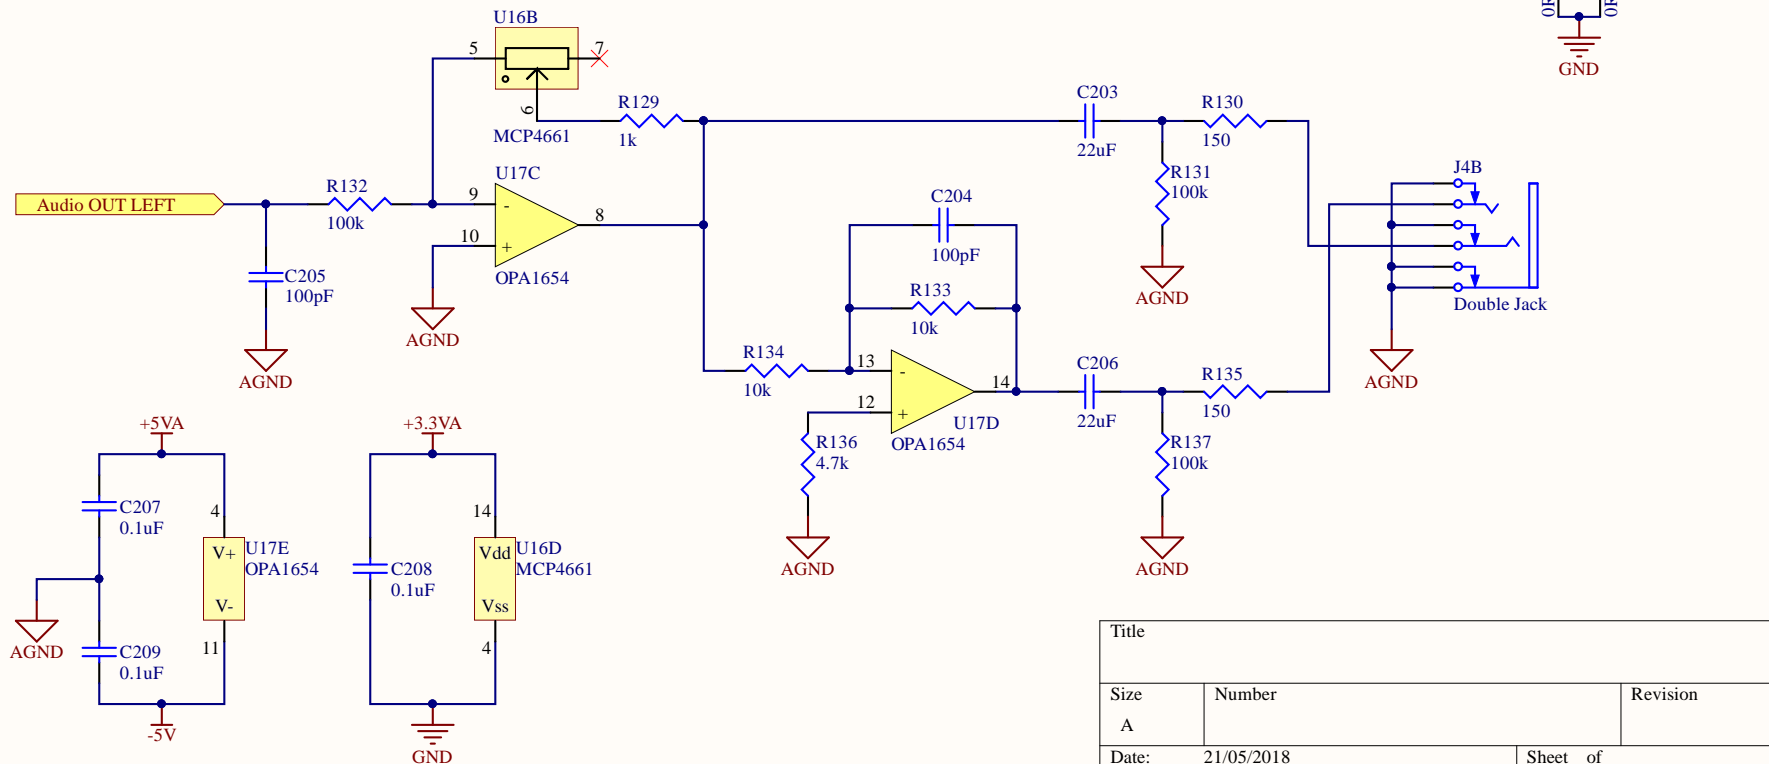 U16B
5
7
6
MCP4661
R129
1k
C203
22uF
R130
150
0R
0R
GND
R131
100k
AGND
J4B
Double Jack
AGND
Audio OUT LEFT
R132
100k
U17C
9
-
8
10
+
OPA1654
AGND
C205
100pF
AGND
C204
100pF
R133
10k
R134
10k
13
-
14
12
+
U17D
OPA1654
R136
4.7k
AGND
C206
22uF
R135
150
R137
100k
AGND
+5VA
C207
0.1uF
4
V+
U17E
OPA1654
V-
11
AGND
C209
0.1uF
-5V
+3.3VA
14
Vdd
U16D
MCP4661
C208
0.1uF
Vss
4
GND
Title
Size
Number
Revision
A
Date:
21/05/2018
Sheet of